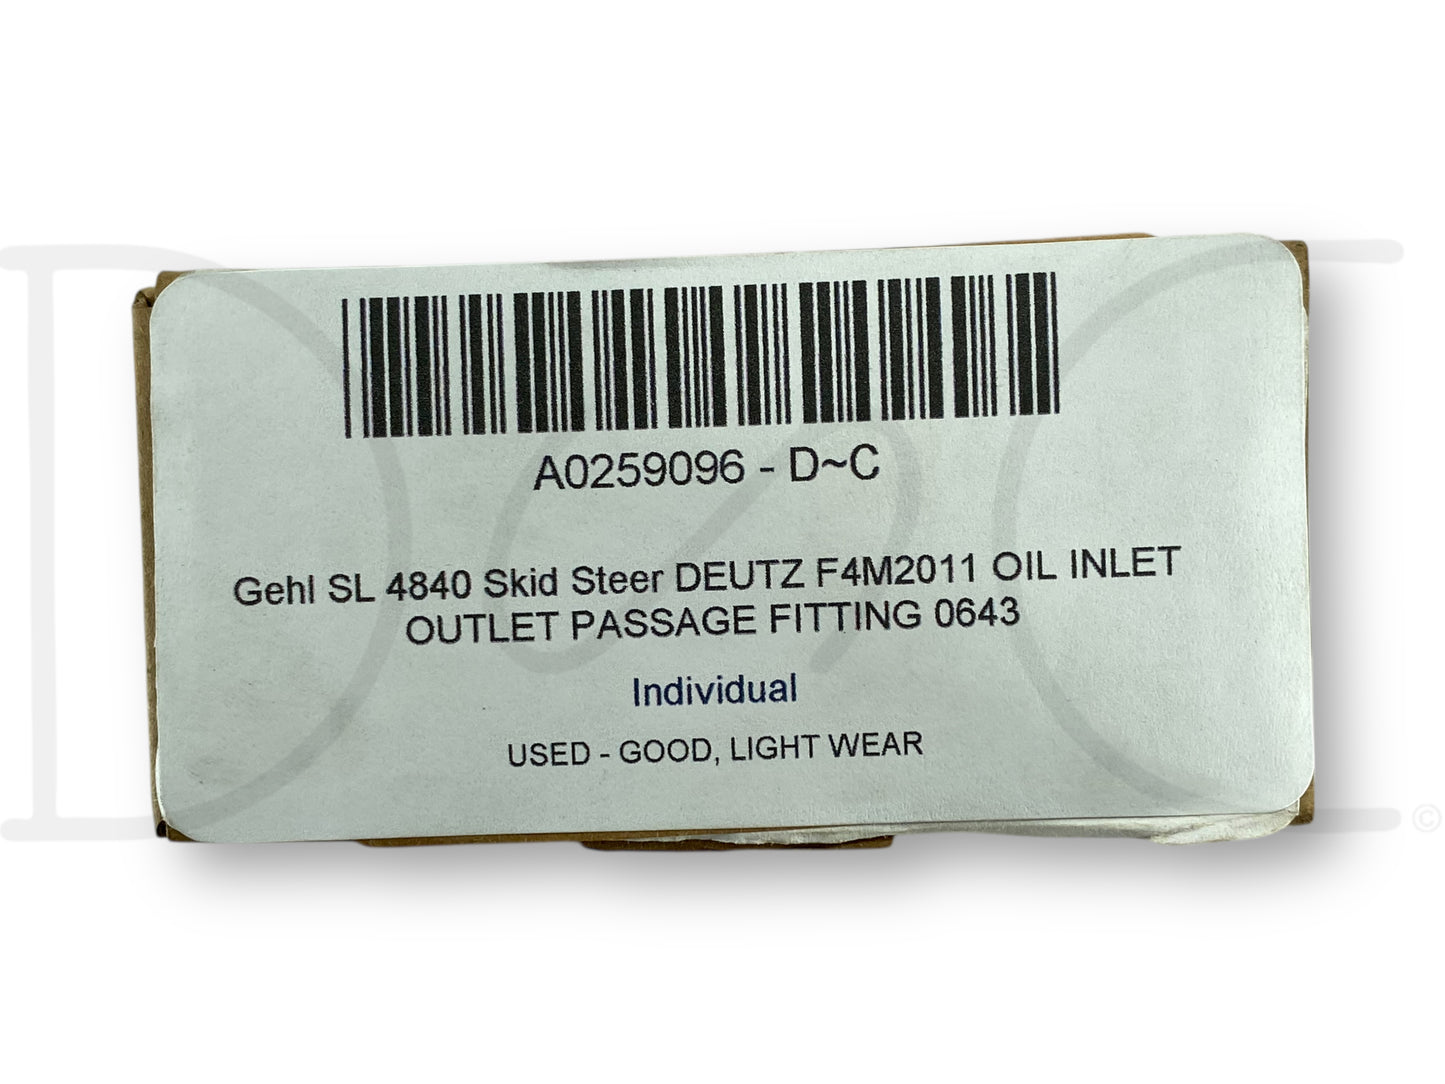 A0259096 - D~C
Gehl SL 4840 Skid Steer DEUTZ F4M2011 OIL INLET
OUTLET PASSAGE FITTING 0643
Individual
USED - GOOD, LIGHT WEAR
D~C
©